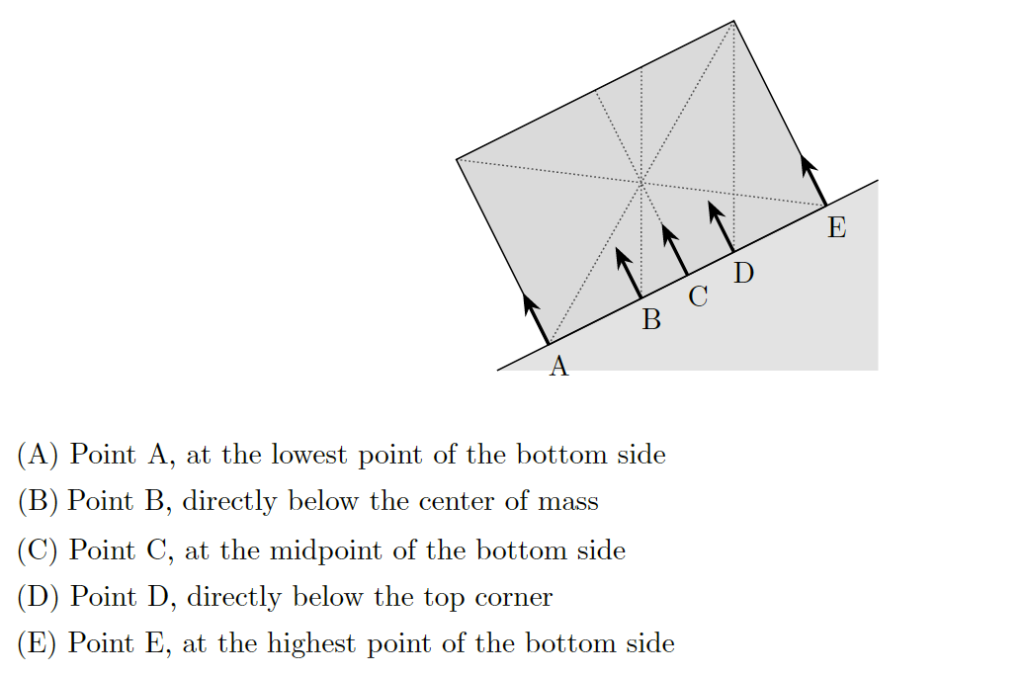 E
D
C
B
A
(A) Point A, at the lowest point of the bottom side
(B) Point B, directly below the center of mass
(C) Point C, at the midpoint of the bottom side
(D) Point D, directly below the top corner
(E) Point E, at the highest point of the bottom side